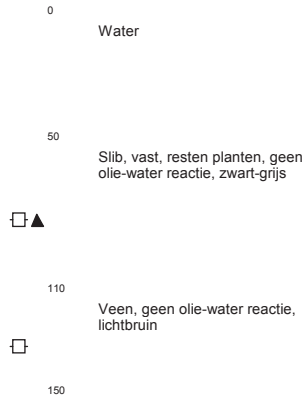 0
Water
50
Slib, vast, resten planten, geen
olie-water reactie, zwart-grijs
110
Veen, geen olie-water reactie,
lichtbruin
150